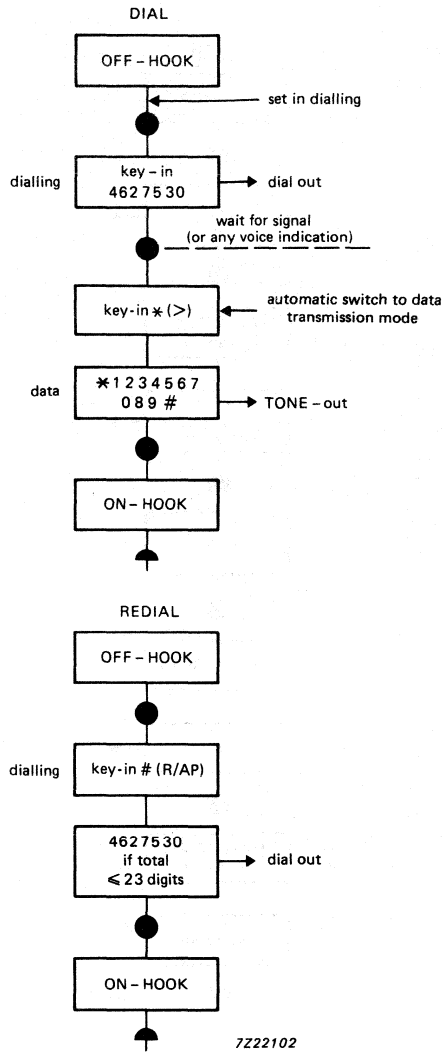 DIAL
OFF – HOOK
set in dialling
dialling
key – in
4627530
dial out
wait for signal
(or any voice indication)
key-in * (>)
automatic switch to data
transmission mode
data
*1234567
089 #
TONE – out
ON – HOOK
REDIAL
OFF – HOOK
dialling
key-in # (R/AP)
4627530
if total
⩽ 23 digits
dial out
ON – HOOK
7Z22102